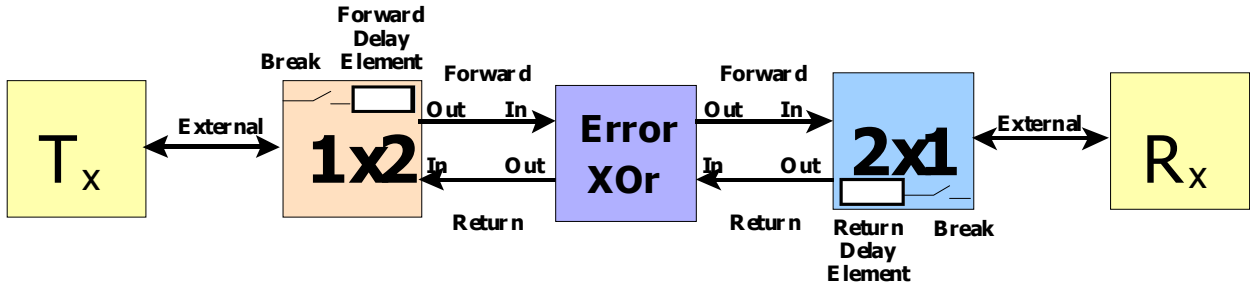 Forward
Delay
Element
Break
Forward
Forward
Tx
External
1x2
Out In
In Out
Error
XOr
Out In
In Out
2x1
External
Rx
Return
Return
Return
Delay
Element
Break